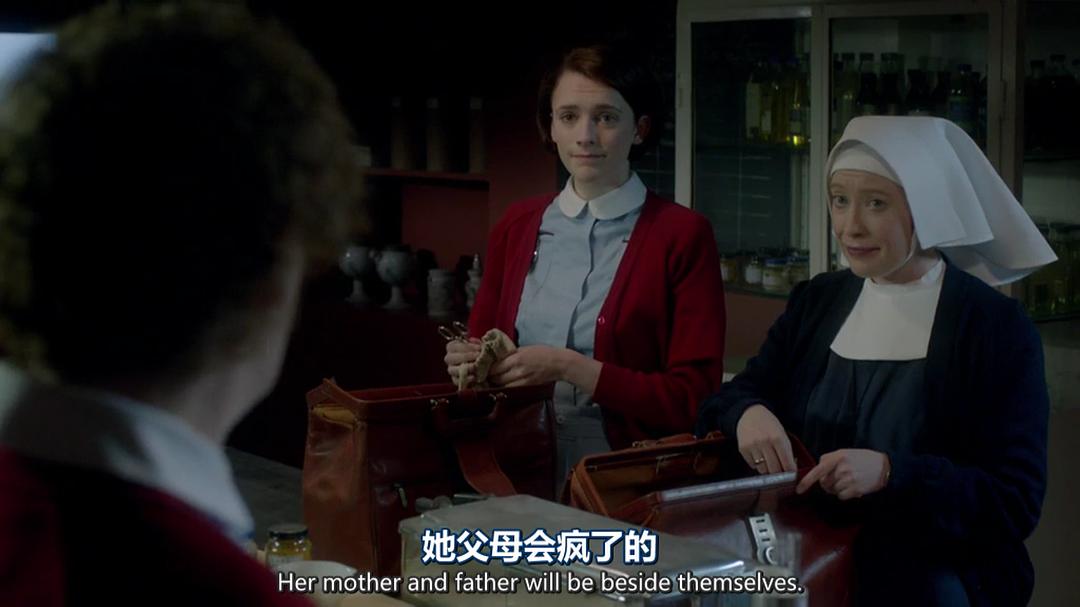 她父母会疯了的
Her mother and father will be beside themselves.